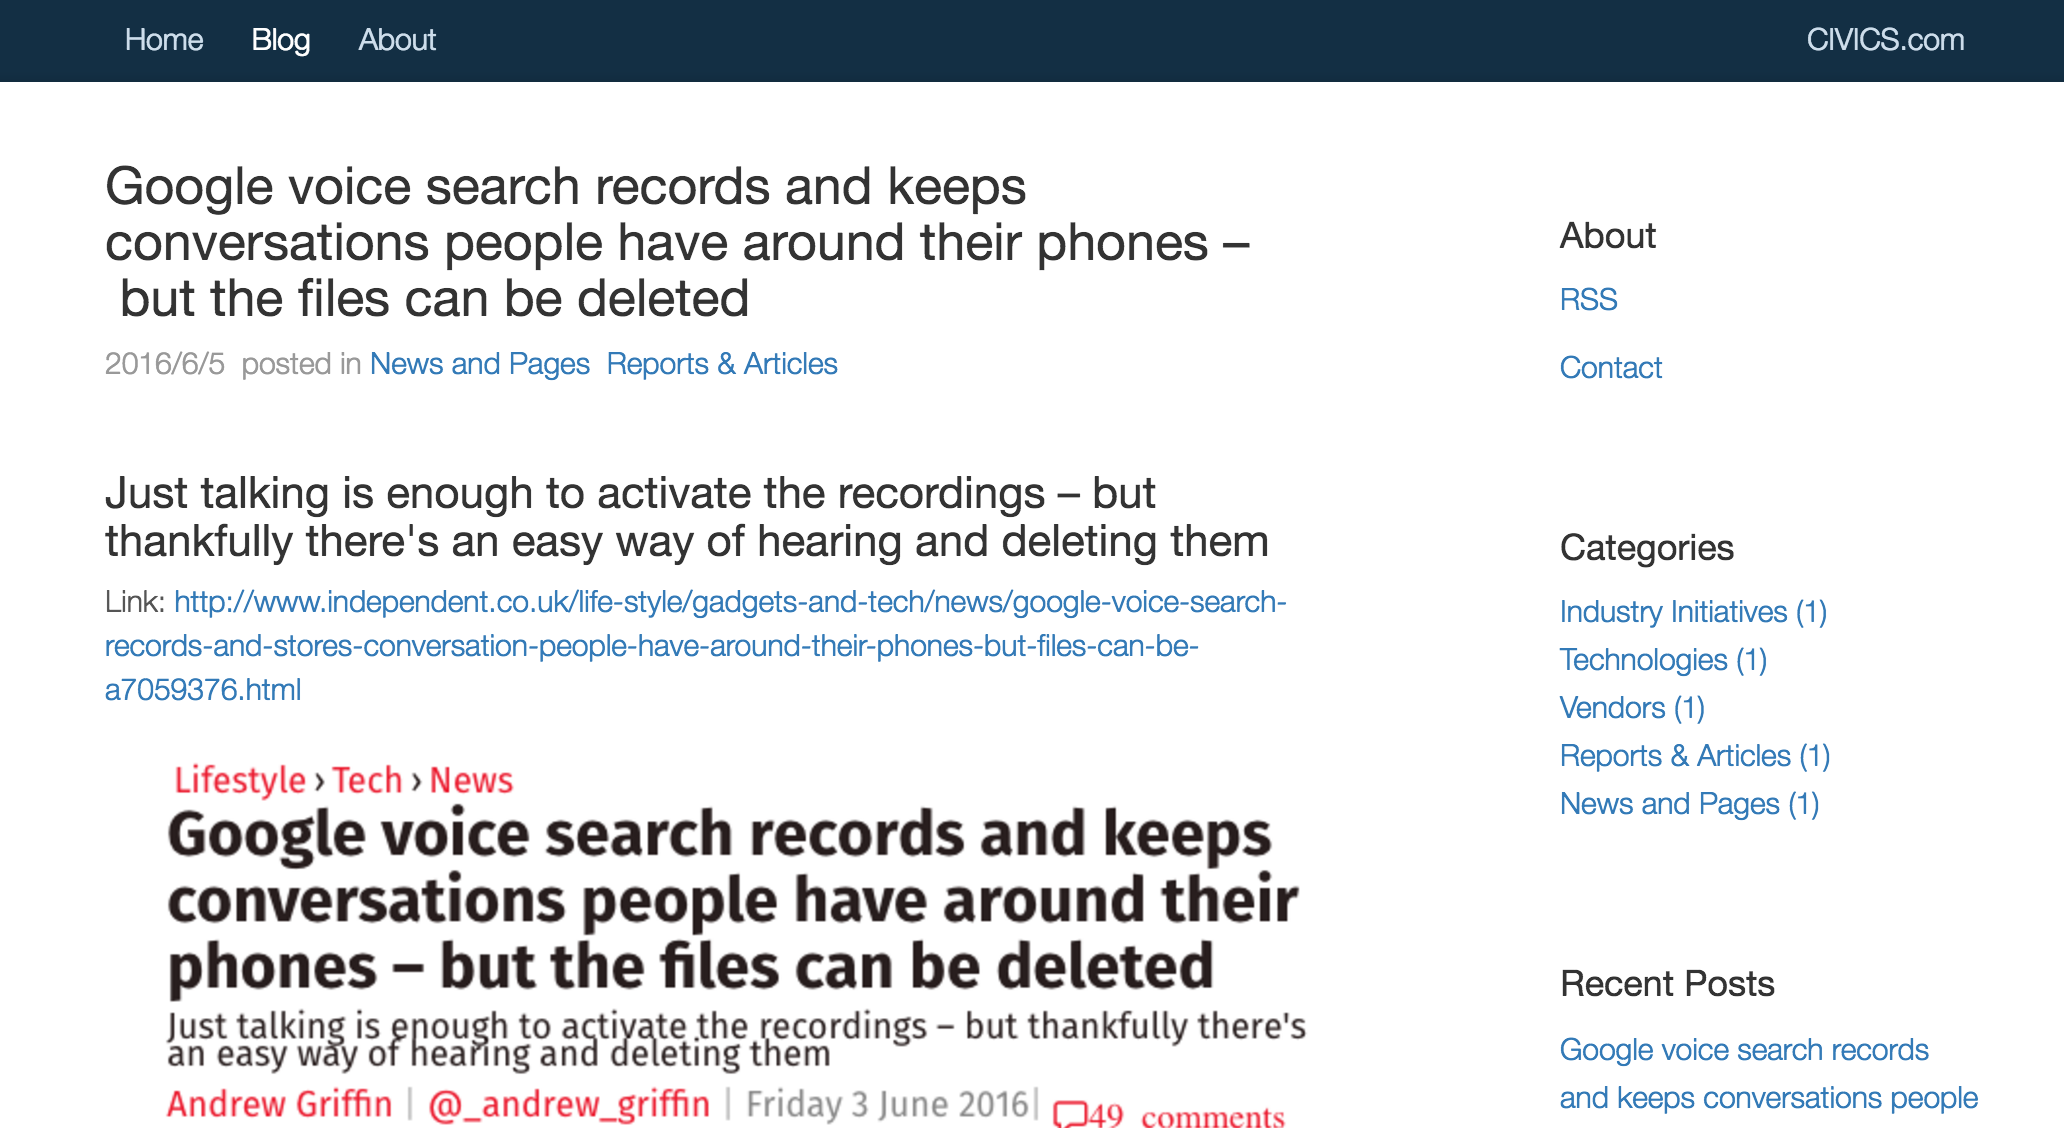 Home Blog About CIVICS.com
Google voice search records and keeps
conversations people have around their phones –
but the files can be deleted
2016/6/5 posted in News and Pages Reports & Articles
Just talking is enough to activate the recordings – but
thankfully there's an easy way of hearing and deleting them
Link: http://www.independent.co.uk/life-style/gadgets-and-tech/news/google-voice-search-
records-and-stores-conversation-people-have-around-their-phones-but-files-can-be-
a7059376.html
Lifestyle › Tech › News
Google voice search records and keeps
conversations people have around their
phones – but the files can be deleted
Just talking is enough to activate the recordings – but thankfully there's
an easy way of hearing and deleting them
Andrew Griffin | @_andrew_griffin | Friday 3 June 2016| 49 comments
About
RSS
Contact
Categories
Industry Initiatives (1)
Technologies (1)
Vendors (1)
Reports & Articles (1)
News and Pages (1)
Recent Posts
Google voice search records
and keeps conversations people